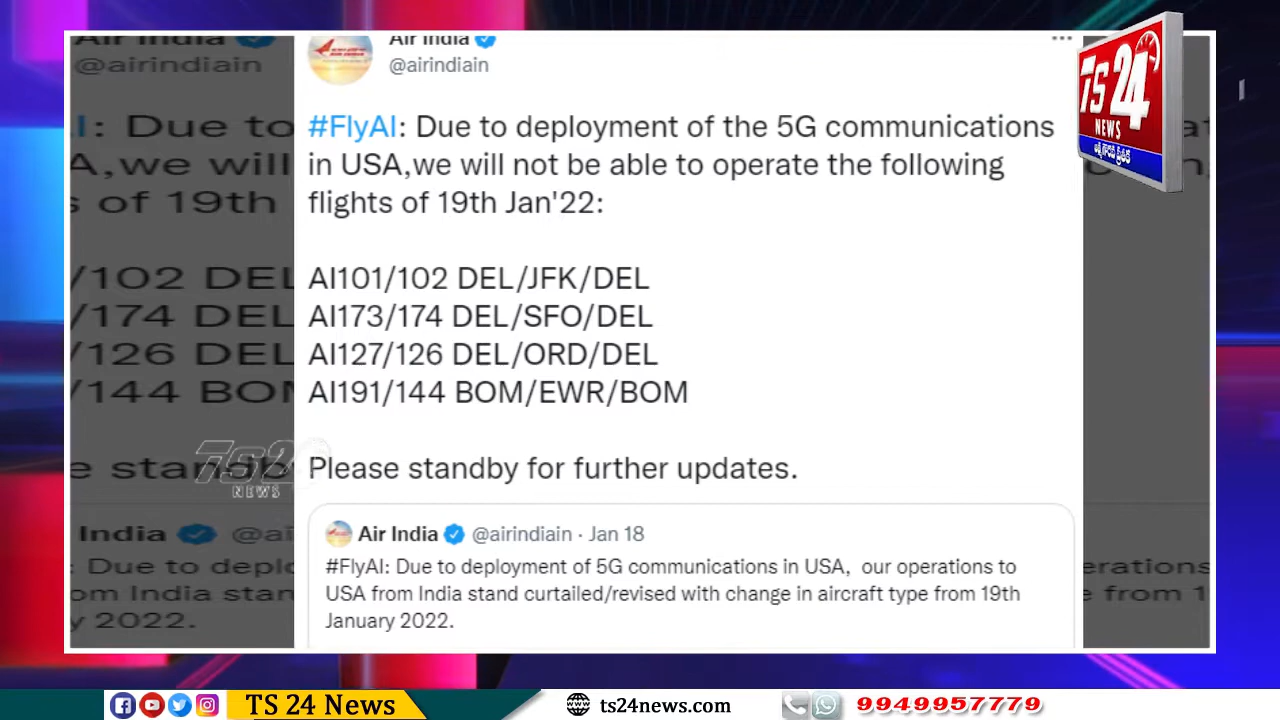 Air India
@airindiain
#FlyAI: Due to deployment of the 5G communications
in USA,we will not be able to operate the following
flights of 19th Jan'22:
AI101/102 DEL/JFK/DEL
AI173/174 DEL/SFO/DEL
AI127/126 DEL/ORD/DEL
AI191/144 BOM/EWR/BOM
Please standby for further updates.
Air India @airindiain · Jan 18
#FlyAI: Due to deployment of 5G communications in USA, our operations to
USA from India stand curtailed/revised with change in aircraft type from 19th
January 2022.
TS 24
NEWS
TS 24
NEWS
TS 24 News
ts24news.com
9949957779